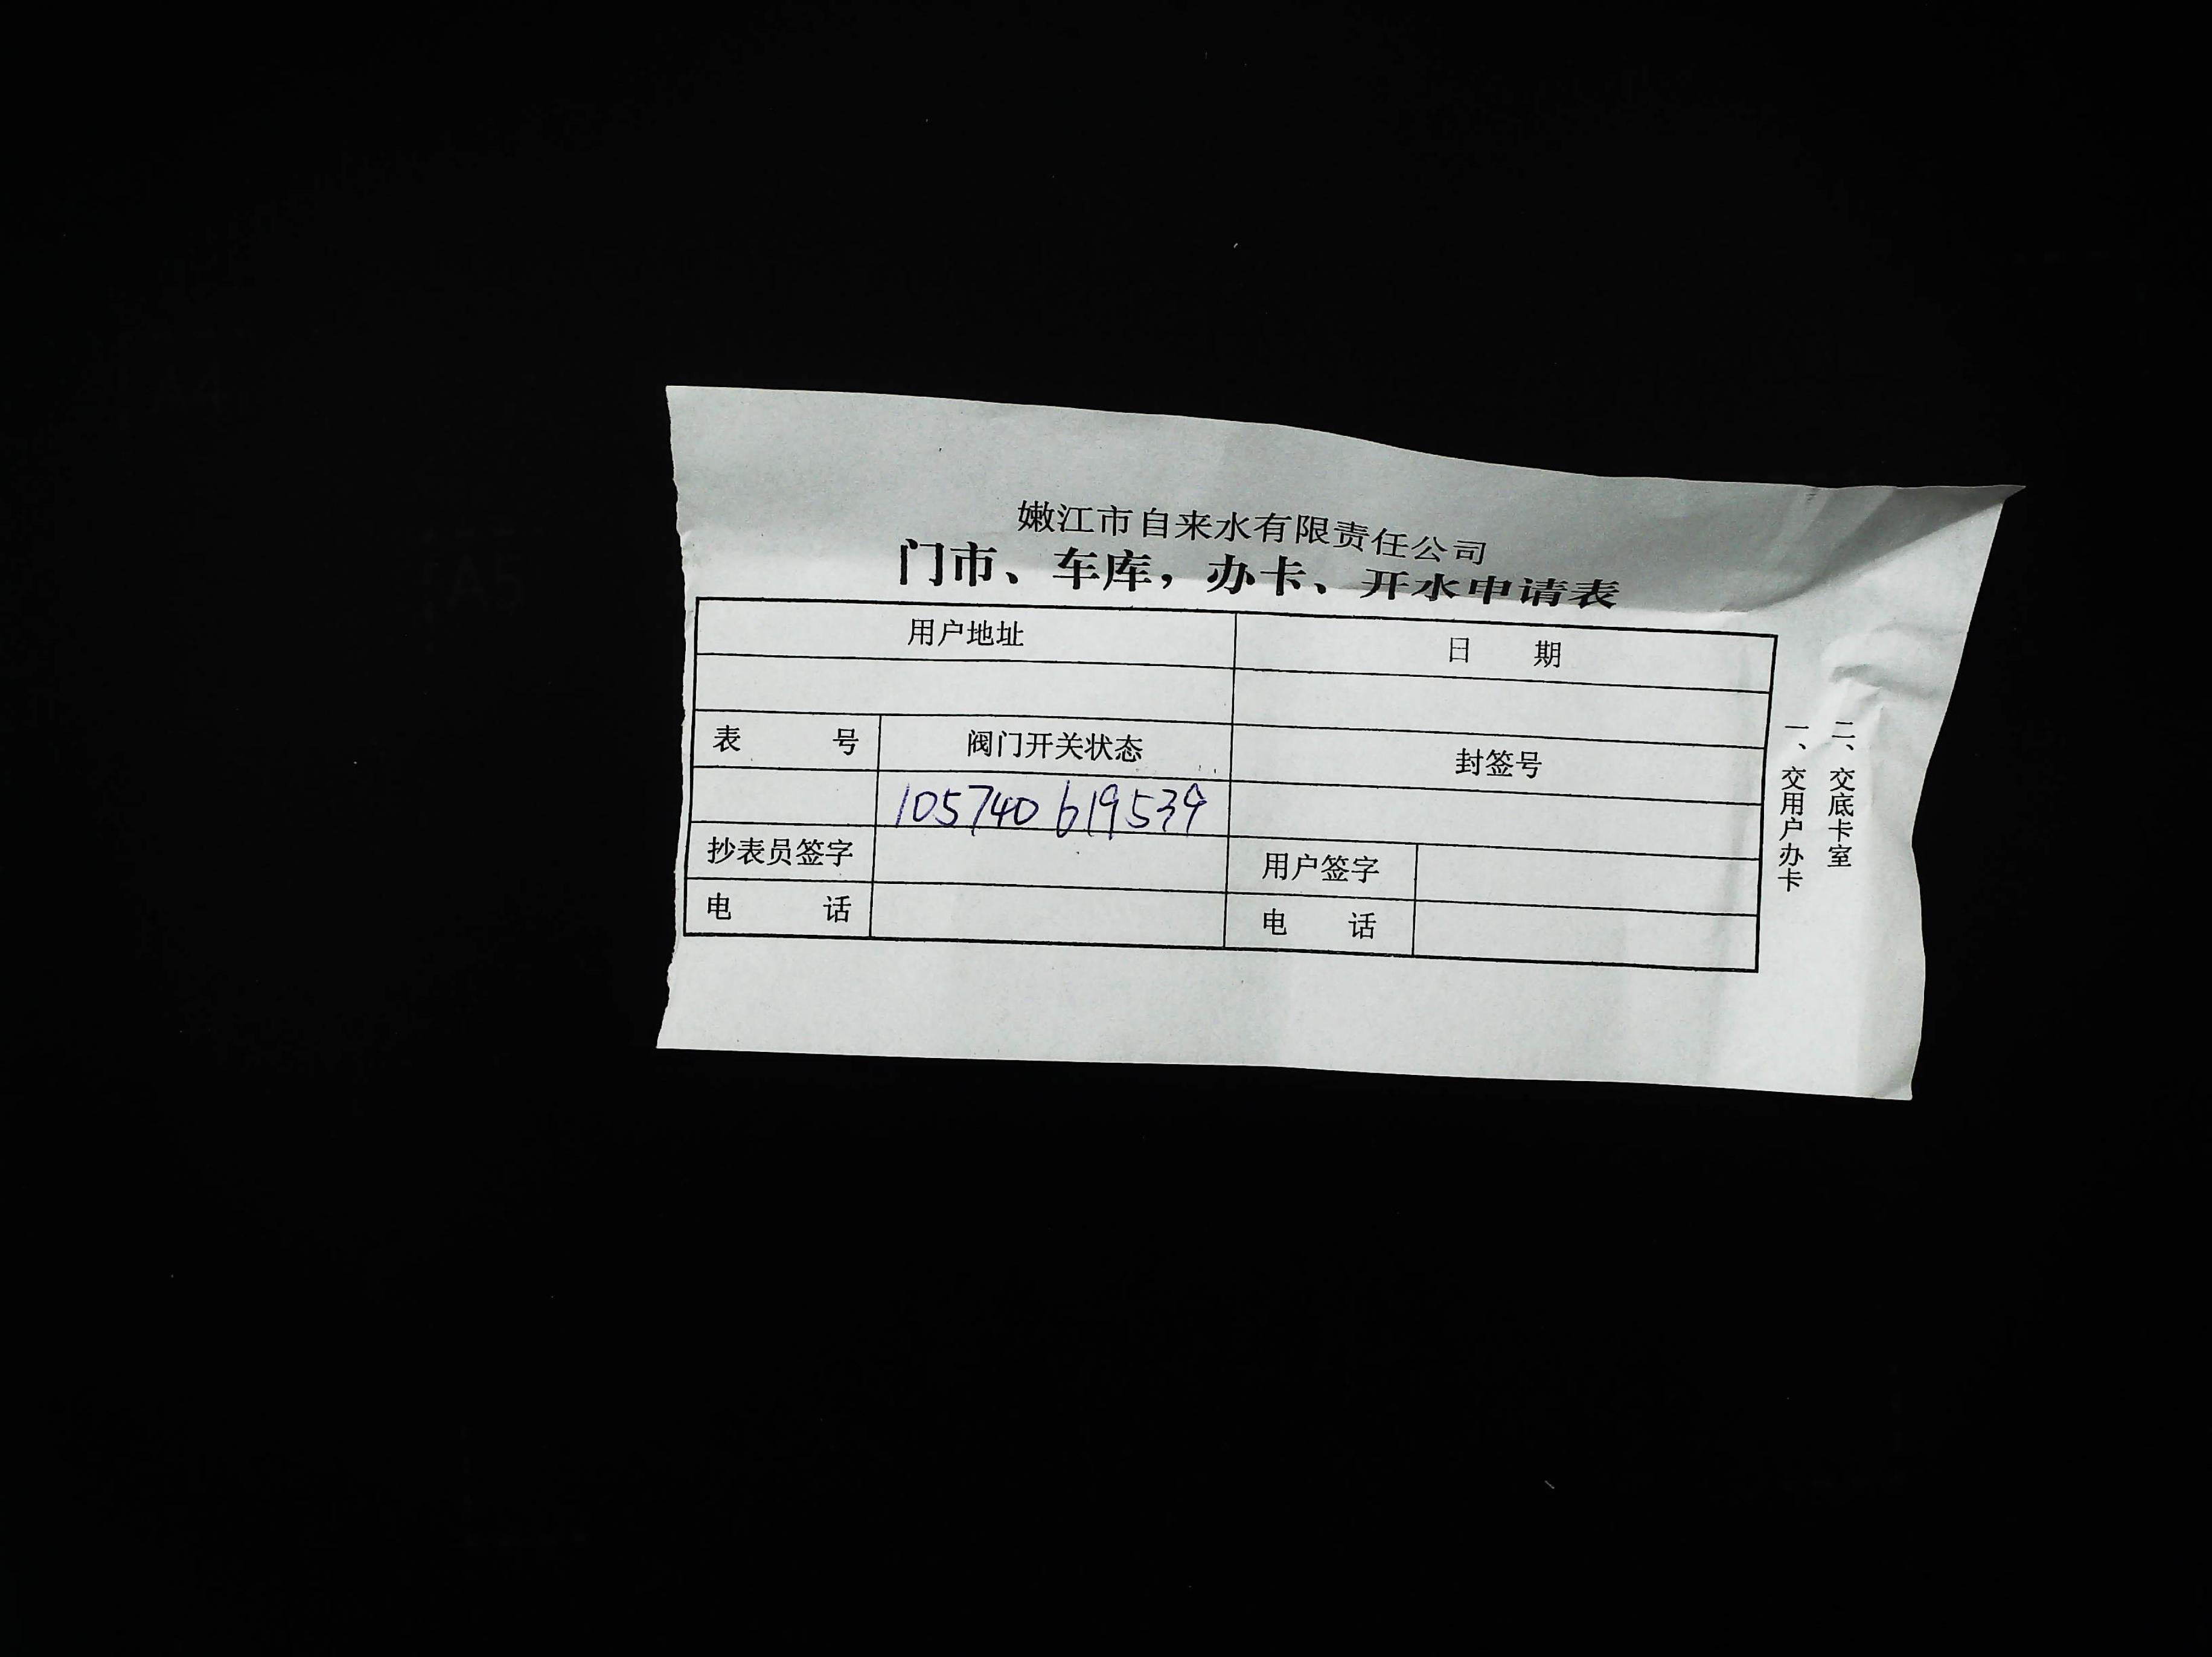 嫩江市自来水有限责任公司
门市、车库，办卡、开水申请表
用户地址 日 期
表 号 阀门开关状态 封签号
105740 619539
抄表员签字 用户签字
电 话 电 话
一、交用户办卡
二、交底卡室